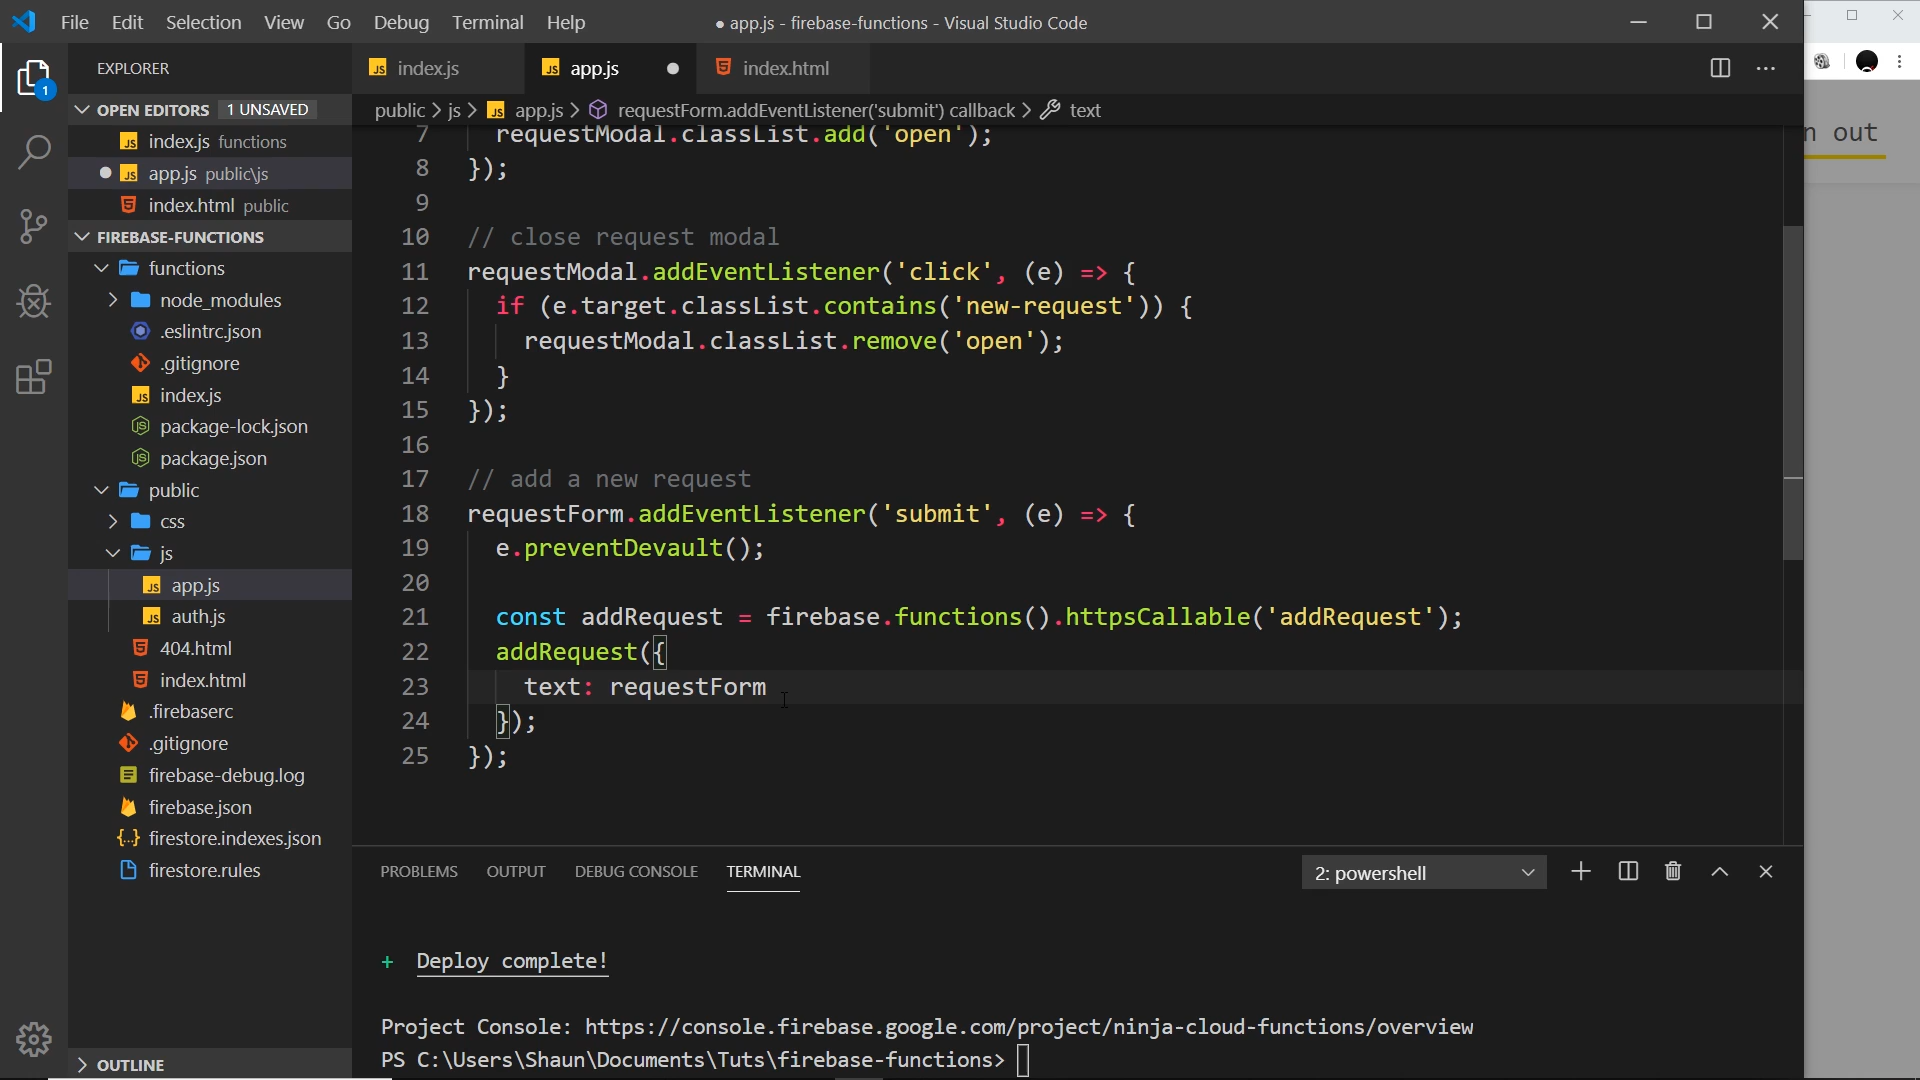 File Edit Selection View Go Debug Terminal Help
● app.js - firebase-functions - Visual Studio Code
EXPLORER
OPEN EDITORS 1 UNSAVED
index.js functions
app.js public\js
index.html public
FIREBASE-FUNCTIONS
functions
node_modules
.eslintrc.json
.gitignore
index.js
package-lock.json
package.json
public
css
js
app.js
auth.js
404.html
index.html
.firebaserc
.gitignore
firebase-debug.log
firebase.json
firestore.indexes.json
firestore.rules
OUTLINE
1
index.js
app.js
index.html
public > js > app.js > requestForm.addEventListener('submit') callback > text
7 requestModal.classList.add('open');
8 });
9
10 // close request modal
11 requestModal.addEventListener('click', (e) => {
12 if (e.target.classList.contains('new-request')) {
13 requestModal.classList.remove('open');
14 }
15 });
16
17 // add a new request
18 requestForm.addEventListener('submit', (e) => {
19 e.preventDevault();
20
21 const addRequest = firebase.functions().httpsCallable('addRequest');
22 addRequest({
23 text: requestForm
24 });
25 });
PROBLEMS OUTPUT DEBUG CONSOLE TERMINAL
2: powershell
+ Deploy complete!
Project Console: https://console.firebase.google.com/project/ninja-cloud-functions/overview
PS C:\Users\Shaun\Documents\Tuts\firebase-functions>
n out